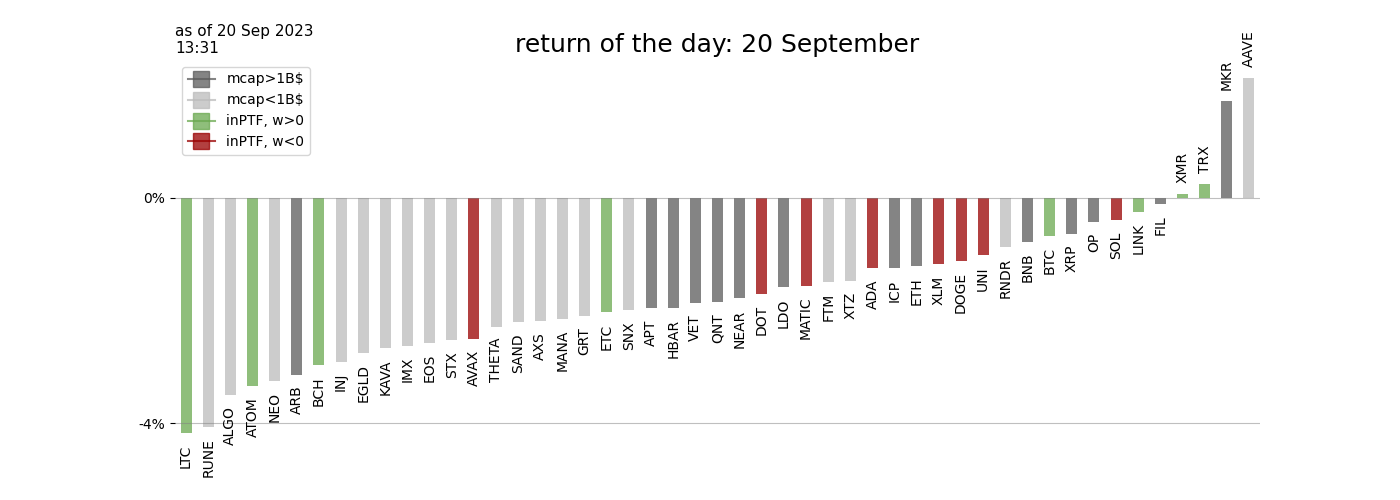 as of 20 Sep 2023
13:31
return of the day: 20 September
mcap>1B$
mcap<1B$
inPTF, w>0
inPTF, w<0
0%
-4%
LTC
RUNE
ALGO
ATOM
NEO
ARB
BCH
INJ
EGLD
KAVA
IMX
EOS
STX
AVAX
THETA
SAND
AXS
MANA
GRT
ETC
SNX
APT
HBAR
VET
QNT
NEAR
DOT
LDO
MATIC
FTM
XTZ
ADA
ICP
ETH
XLM
DOGE
UNI
RNDR
BNB
BTC
XRP
OP
SOL
LINK
FIL
XMR
TRX
MKR
AAVE